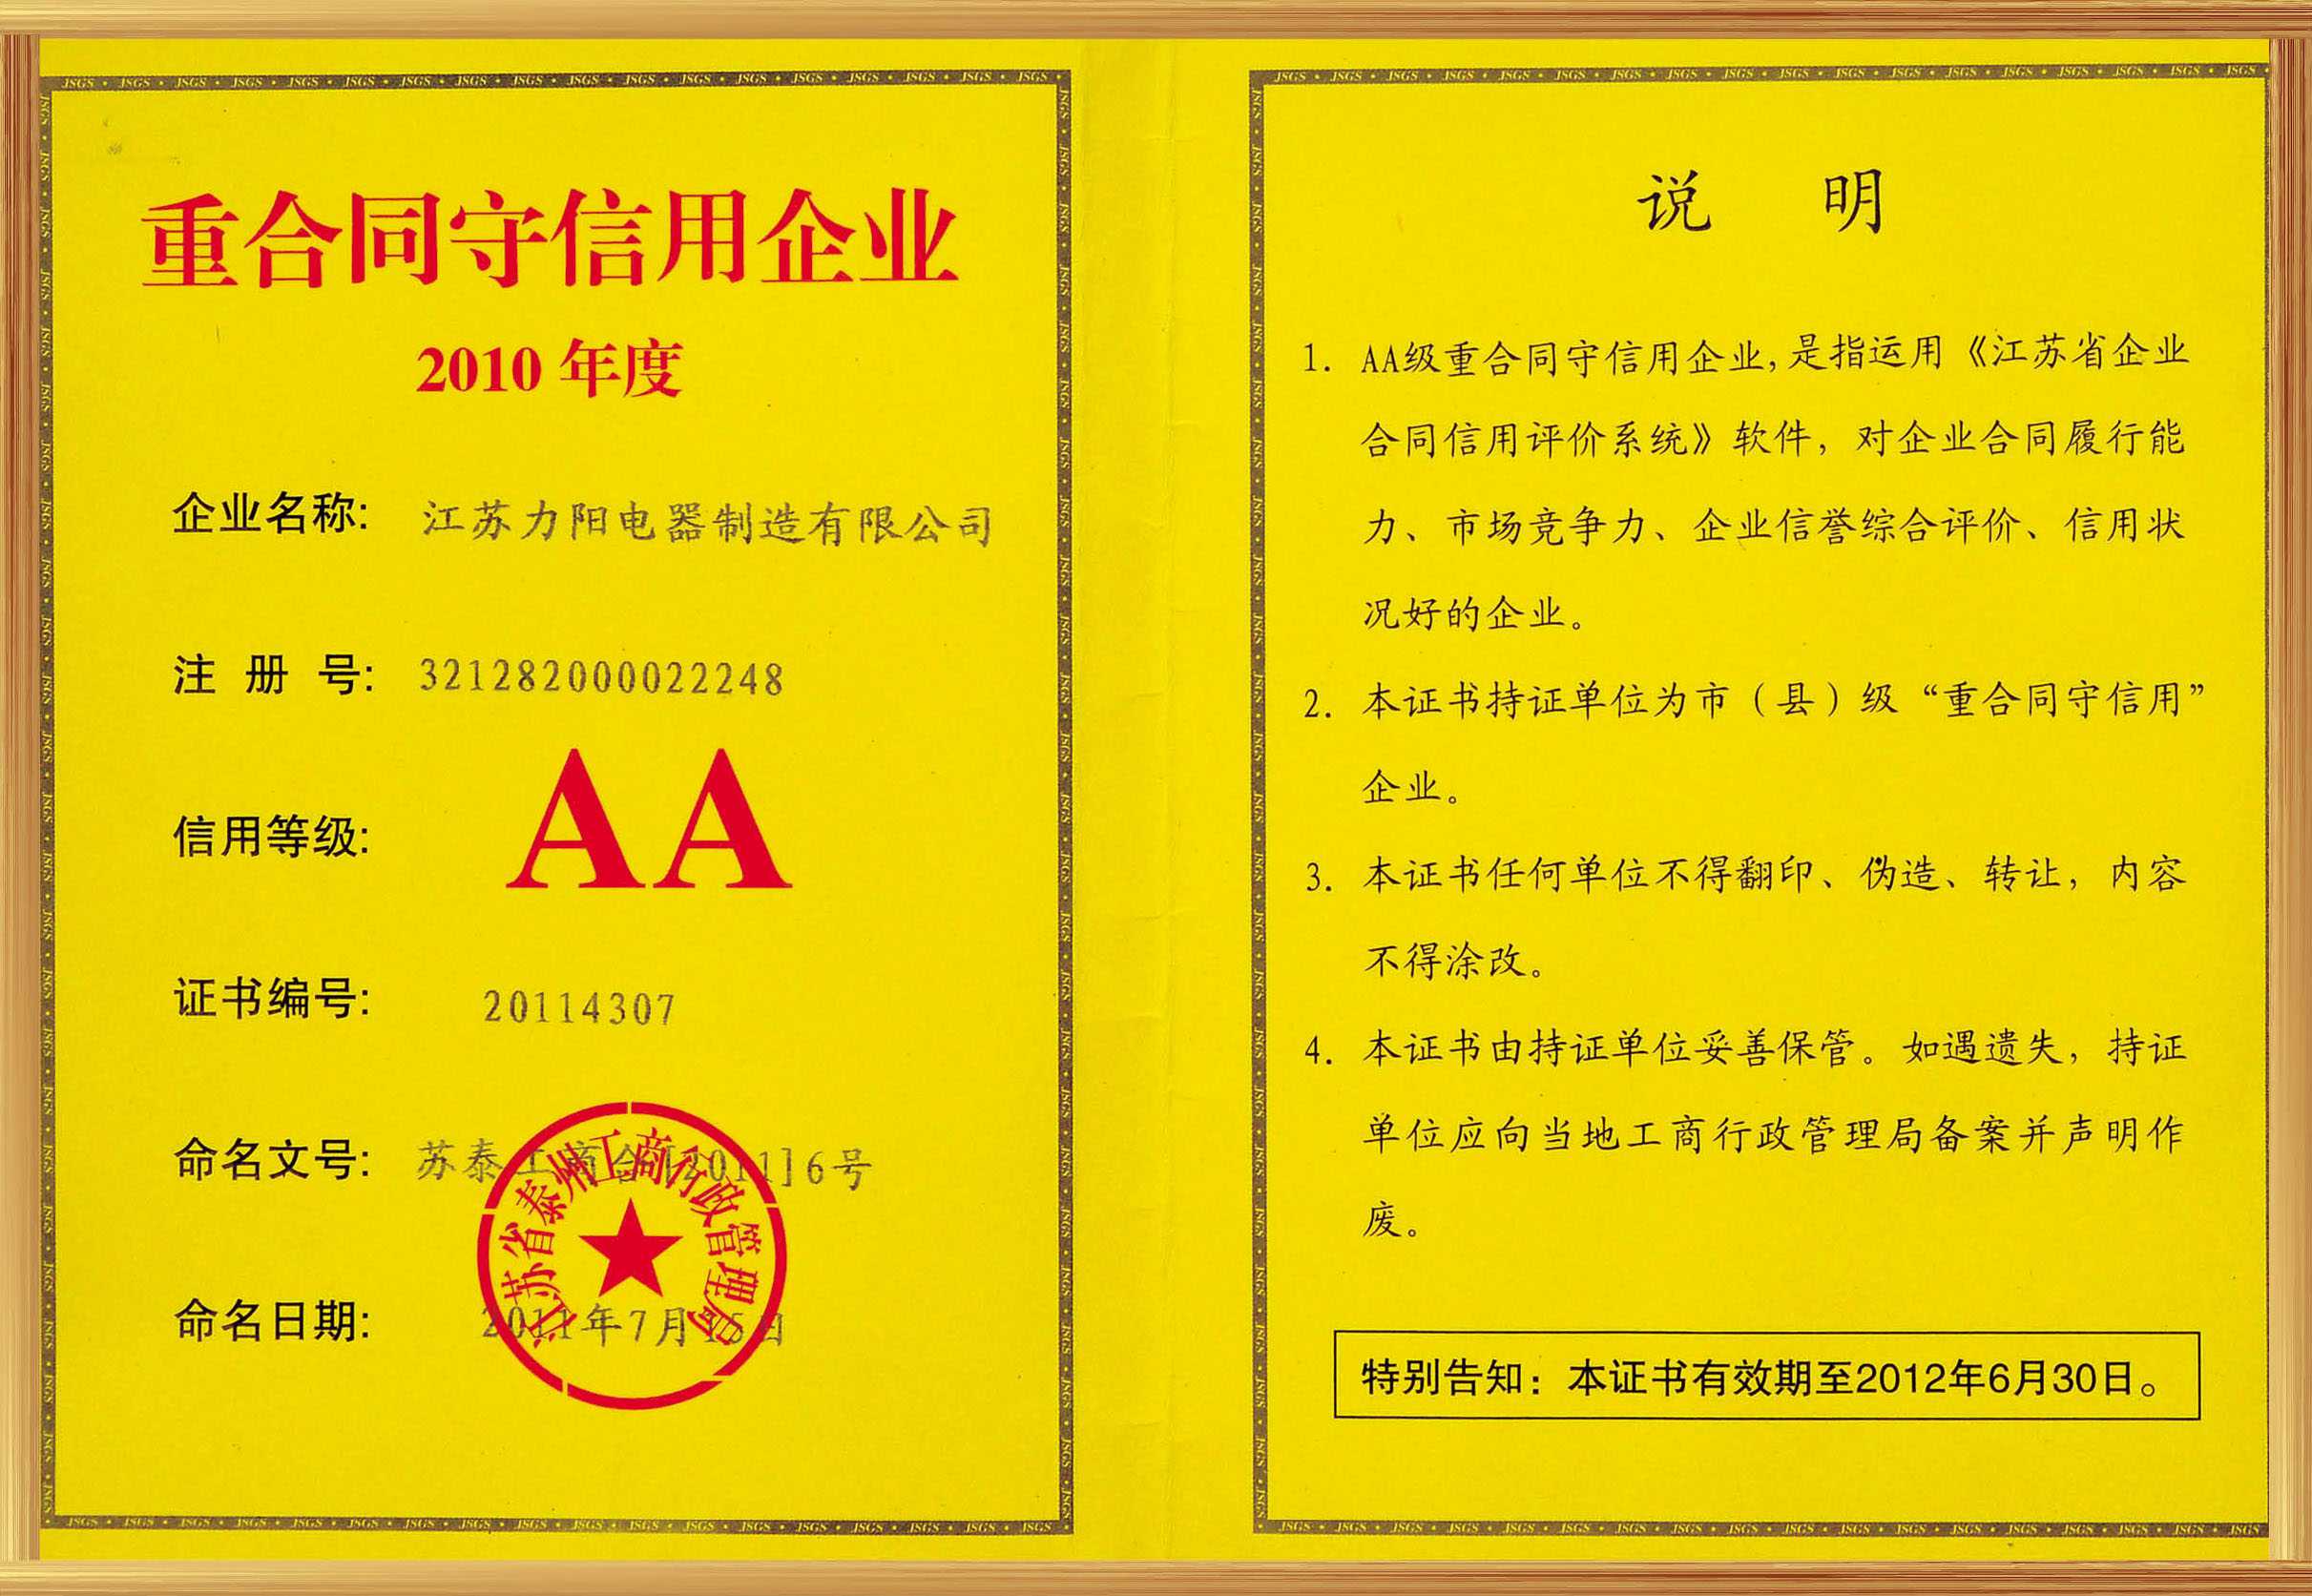 重合同守信用企业
2010 年度
企业名称: 江苏力阳电器制造有限公司
注 册 号: 321282000022248
信用等级: AA
证书编号: 20114307
命名文号: 苏泰工商合[2011]6号
江苏省泰州工商行政管理局
命名日期: 2011年7月15日
说 明
1. AA级重合同守信用企业,是指运用《江苏省企业
合同信用评价系统》软件，对企业合同履行能
力、市场竞争力、企业信誉综合评价、信用状
况好的企业。
2. 本证书持证单位为市（县）级“重合同守信用”
企业。
3. 本证书任何单位不得翻印、伪造、转让，内容
不得涂改。
4. 本证书由持证单位妥善保管。如遇遗失，持证
单位应向当地工商行政管理局备案并声明作
废。
特别告知：本证书有效期至2012年6月30日。